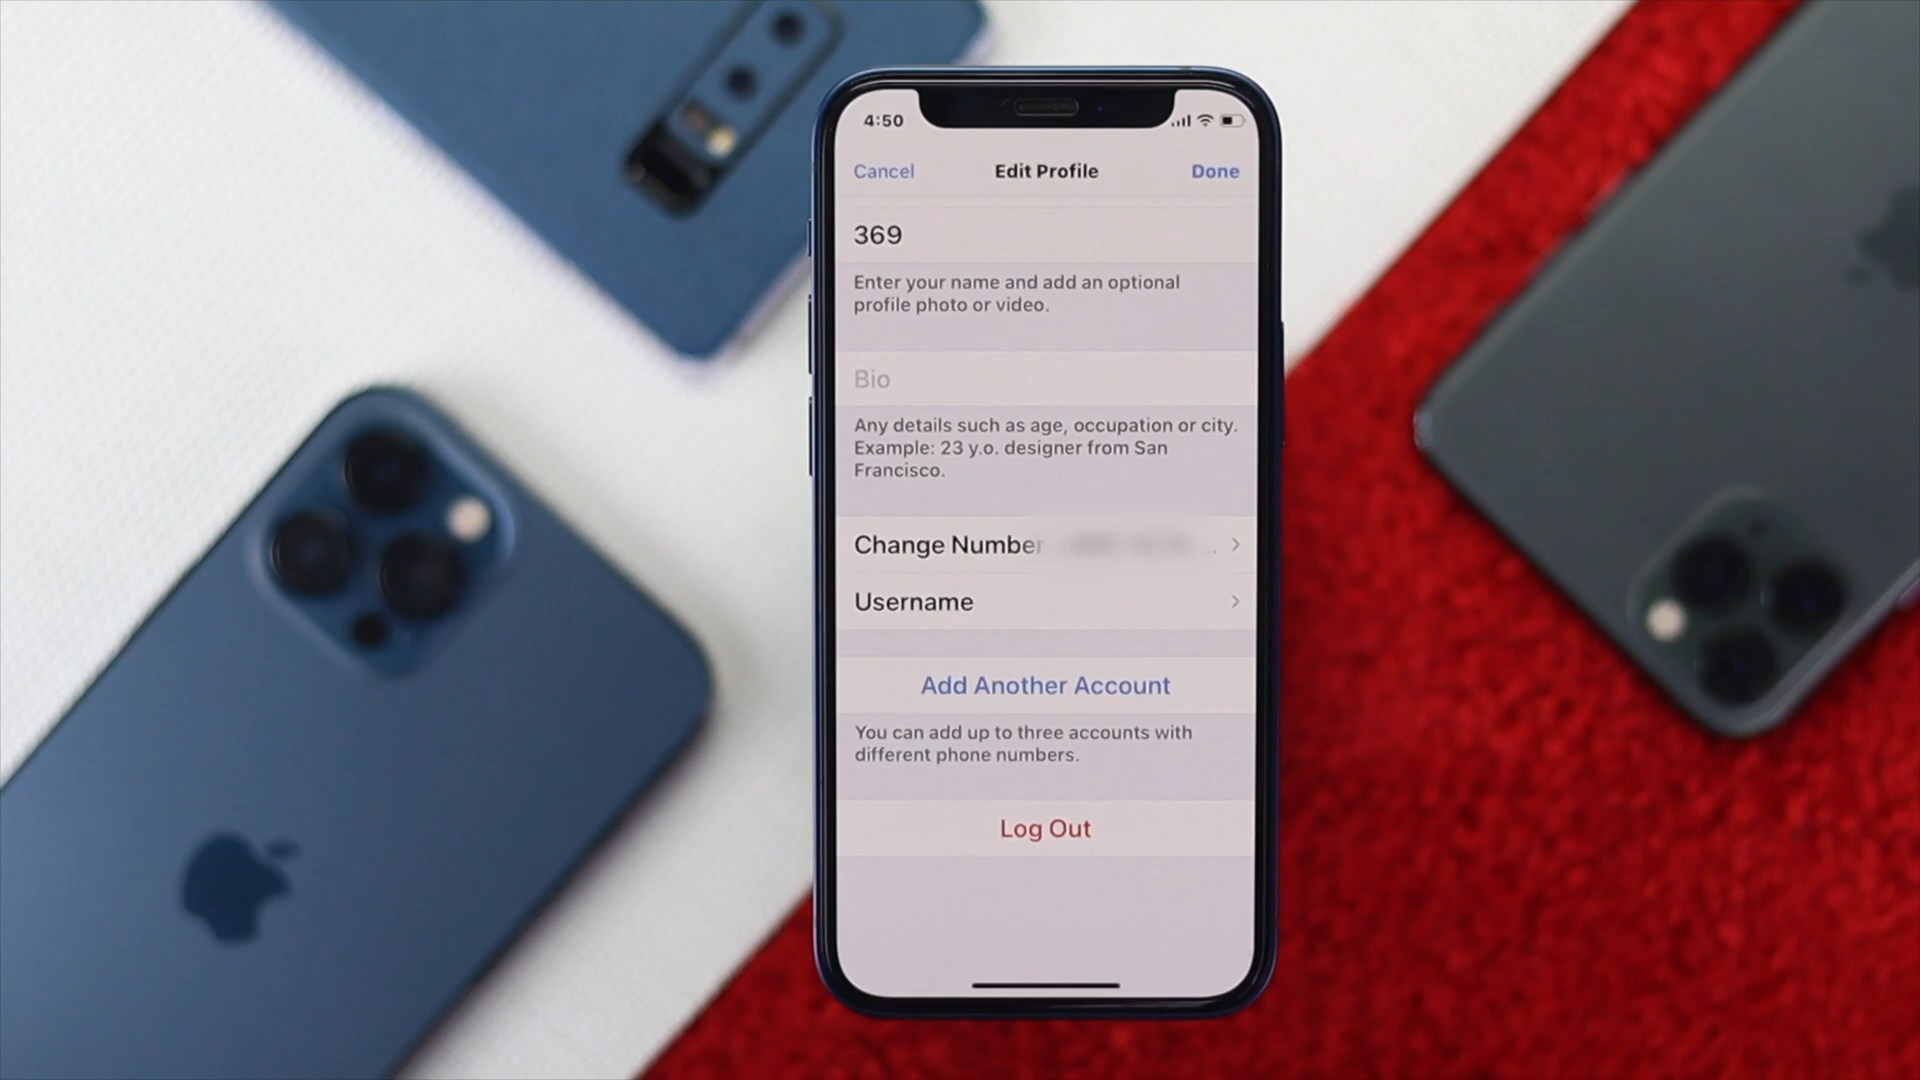 4:50
Cancel Edit Profile Done
369
Enter your name and add an optional
profile photo or video.
Bio
Any details such as age, occupation or city.
Example: 23 y.o. designer from San
Francisco.
Change Number
Username
Add Another Account
You can add up to three accounts with
different phone numbers.
Log Out